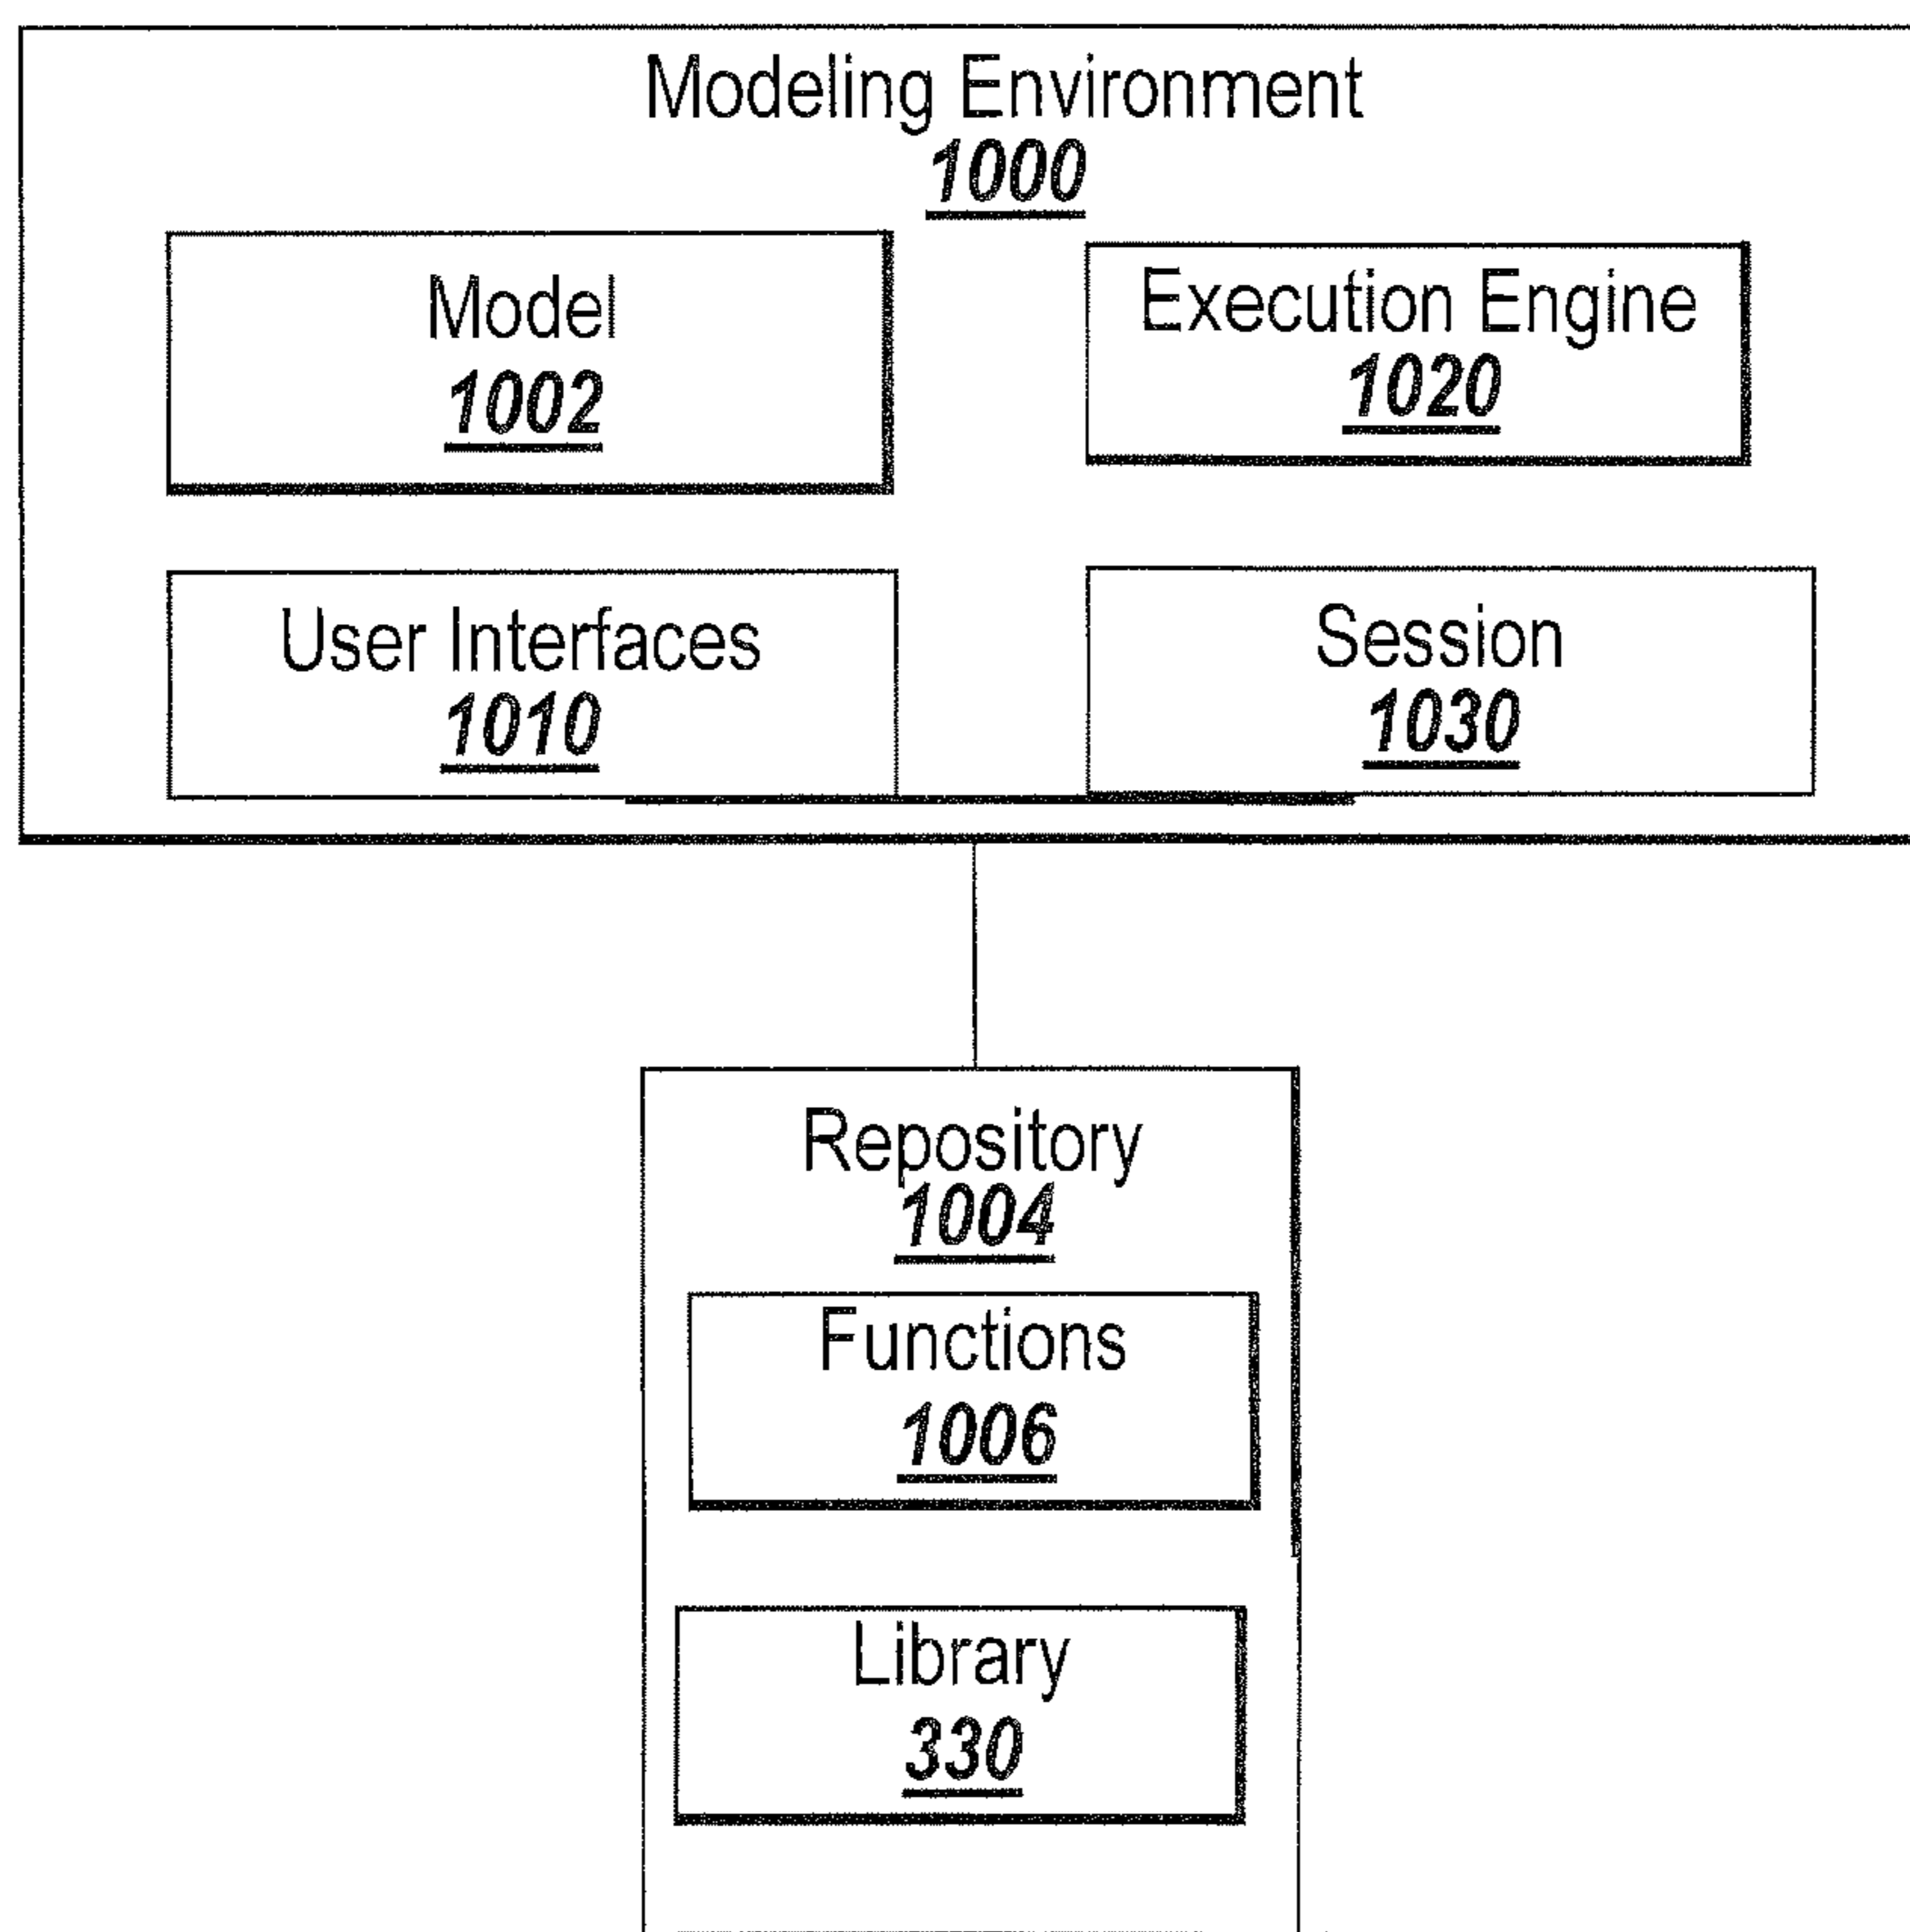 Modeling Environment
1000
Model
1002
Execution Engine
1020
User Interfaces
1010
Session
1030
Repository
1004
Functions
1006
Library
330